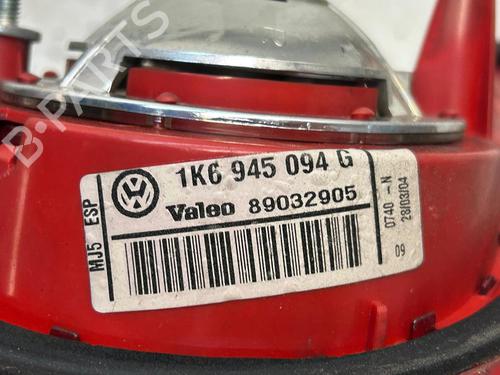 1K6 945 094 G
Valeo 89032905
MJ5 ESP
0740 - N
28/03/04
09
B-PARTS